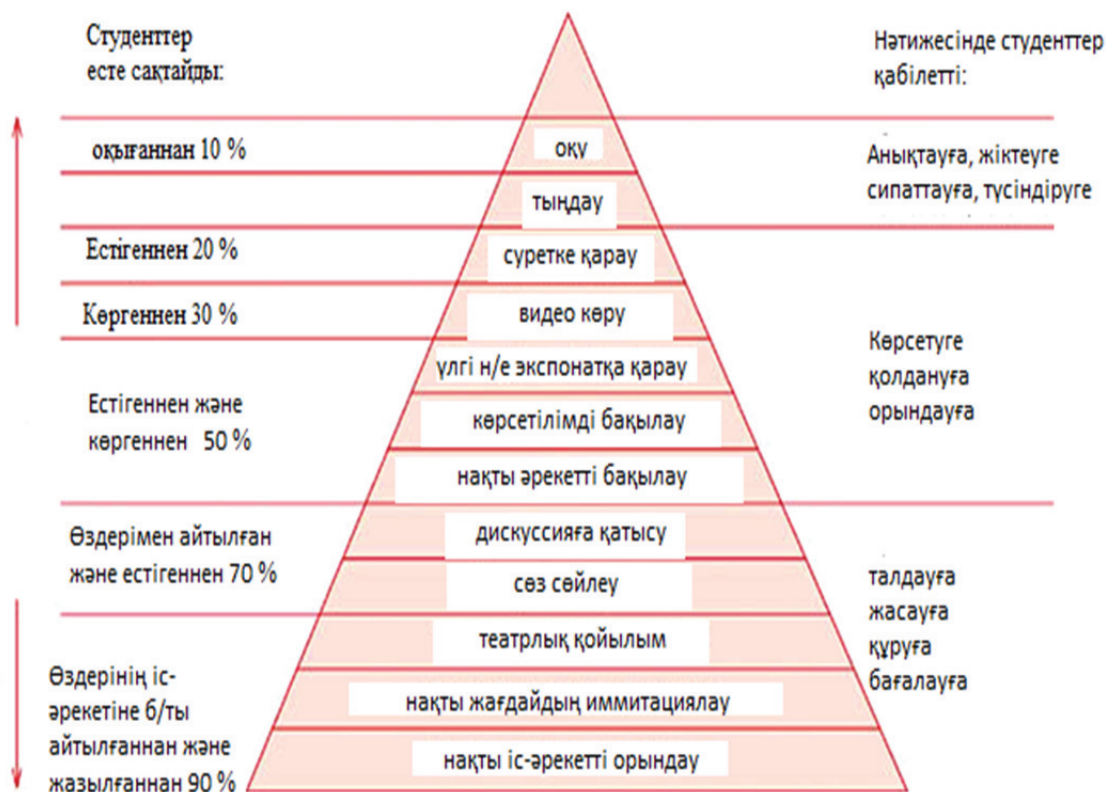 Студенттер
есте сақтайды:
Нәтижесінде студенттер
қабілетті:
оқығаннан 10 %
оқу
Анықтауға, жіктеуге
сипаттауға, түсіндіруге
тыңдау
Естігеннен 20 %
суретке қарау
Көргеннен 30 %
видео көру
үлгі н/е экспонатқа қарау
Көрсетуге
қолдануға
орындауға
Естігеннен және
көргеннен 50 %
көрсетілімді бақылау
нақты әрекетті бақылау
Өздерімен айтылған
және естігеннен 70 %
дискуссияға қатысу
сөз сөйлеу
талдауға
жасауға
құруға
бағалауға
театрлық қойылым
Өздерінің іс-
әрекетіне б/ты
айтылғаннан және
жазылғаннан 90 %
нақты жағдайдың иммитациялау
нақты іс-әрекетті орындау